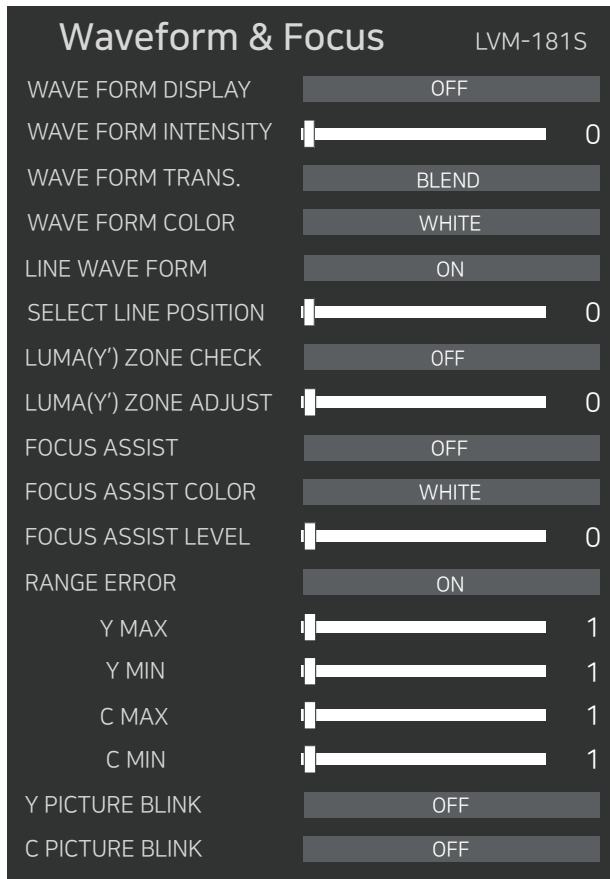 Waveform & Focus LVM-181S
WAVE FORM DISPLAY OFF
WAVE FORM INTENSITY 0
WAVE FORM TRANS. BLEND
WAVE FORM COLOR WHITE
LINE WAVE FORM ON
SELECT LINE POSITION 0
LUMA(Y′) ZONE CHECK OFF
LUMA(Y′) ZONE ADJUST 0
FOCUS ASSIST OFF
FOCUS ASSIST COLOR WHITE
FOCUS ASSIST LEVEL 0
RANGE ERROR ON
Y MAX 1
Y MIN 1
C MAX 1
C MIN 1
Y PICTURE BLINK OFF
C PICTURE BLINK OFF